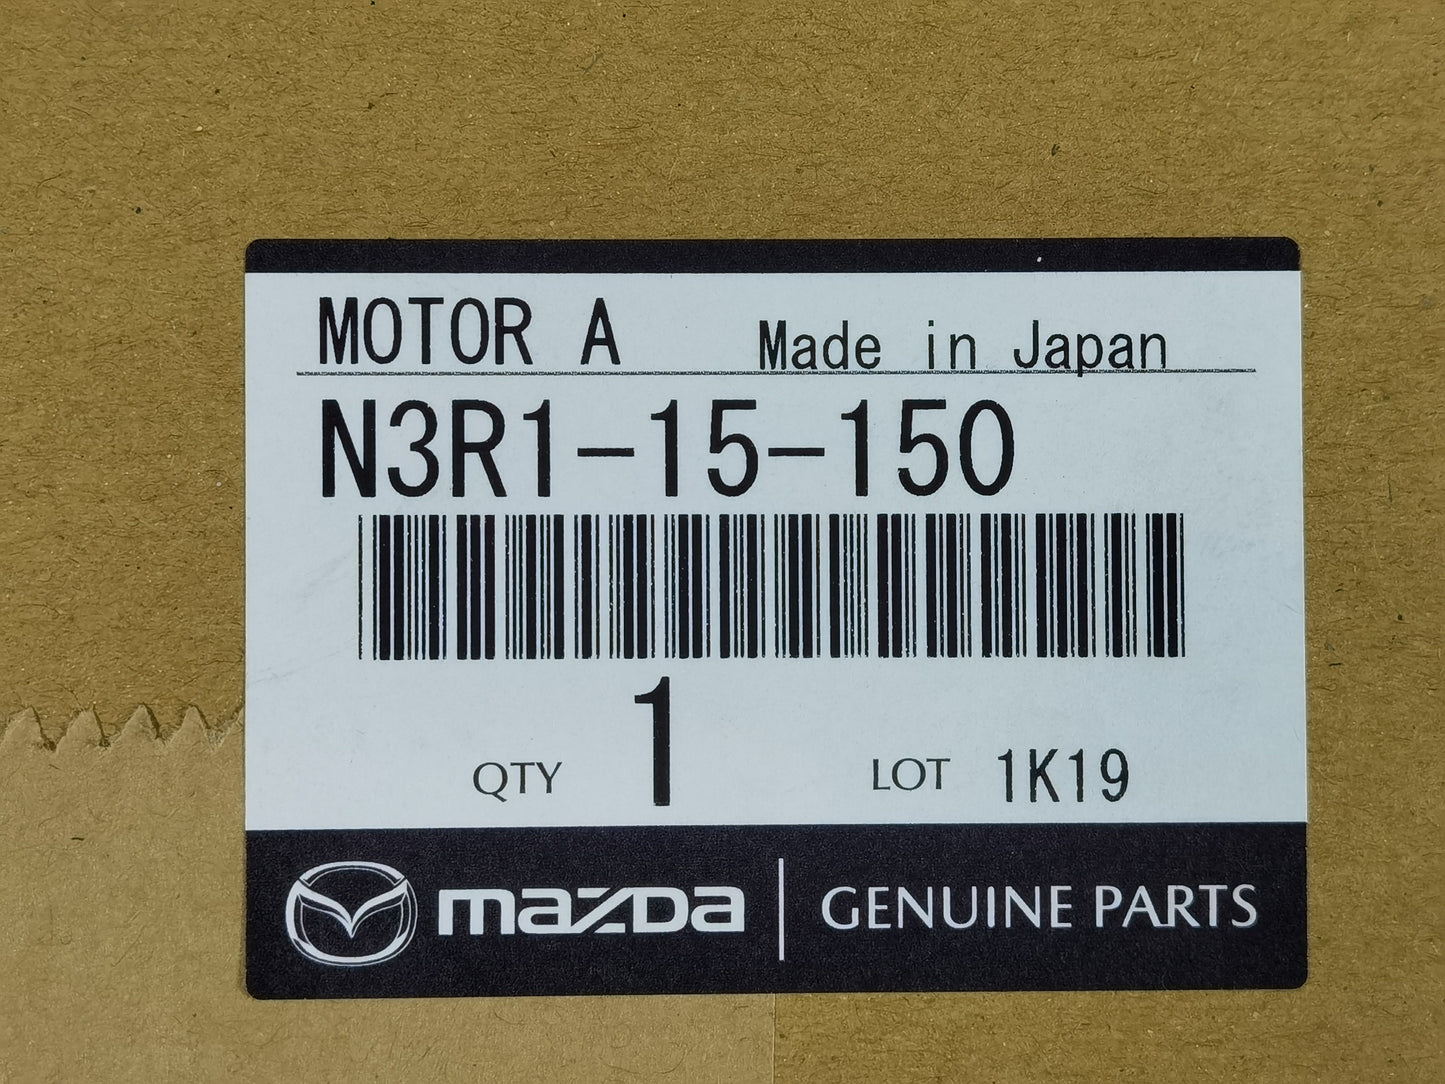 MOTOR A Made in Japan
N3R1-15-150
QTY 1 LOT 1K19
mazda GENUINE PARTS